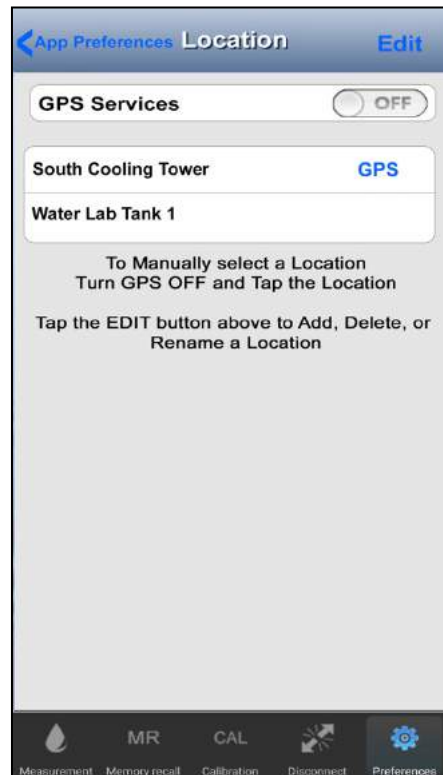 App Preferences Location Edit
GPS Services OFF
South Cooling Tower GPS
Water Lab Tank 1
To Manually select a Location
Turn GPS OFF and Tap the Location
Tap the EDIT button above to Add, Delete, or
Rename a Location
MR CAL
Measurement Memory recall Calibration Disconnect Preferences